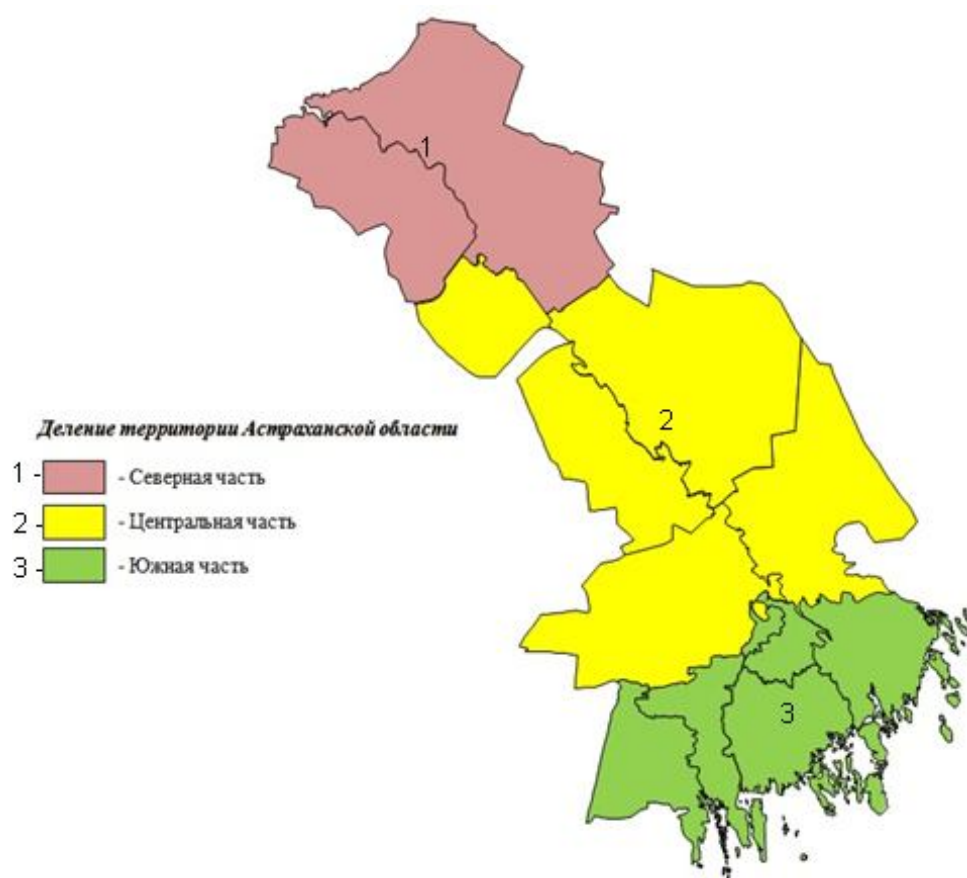 1
2
Деление территории Астраханской области
1 - - Северная часть
2 - - Центральная часть
3 - - Южная часть
3